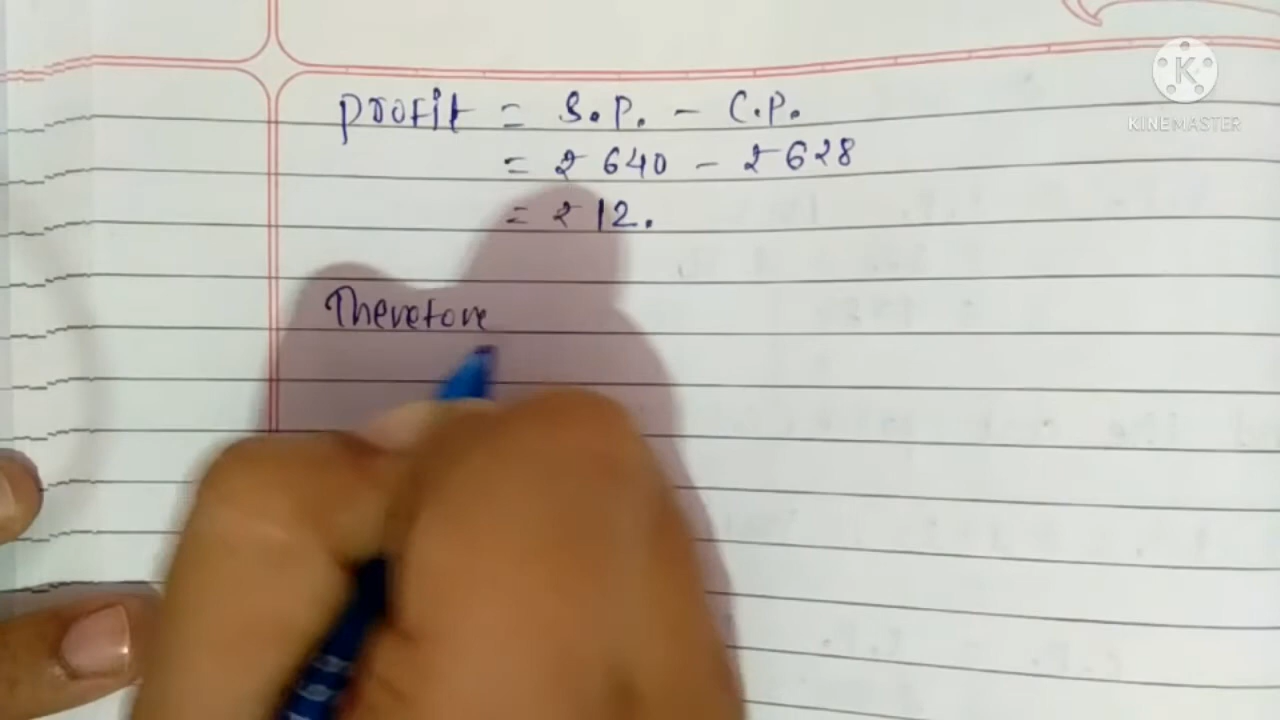 Profit = S.P. - C.P.
= ₹ 640 - ₹ 628
= ₹ 12.
Therefore
KINEMASTER